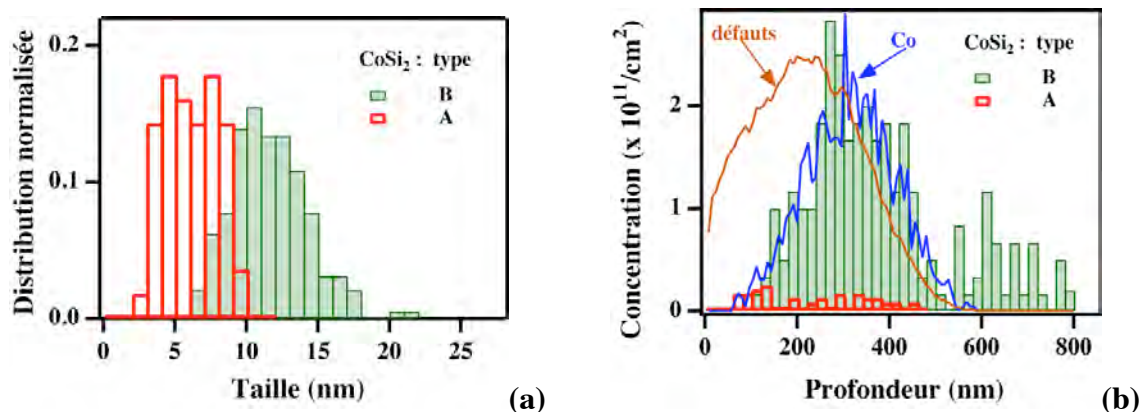 Distribution normalisée
0.2
0.1
0.0
CoSi2 : type
B
A
0
5
10
15
20
25
Taille (nm)
(a)
Concentration (x 10^11/cm^2)
2
1
0
défauts
Co
CoSi2 : type
B
A
0
200
400
600
800
Profondeur (nm)
(b)